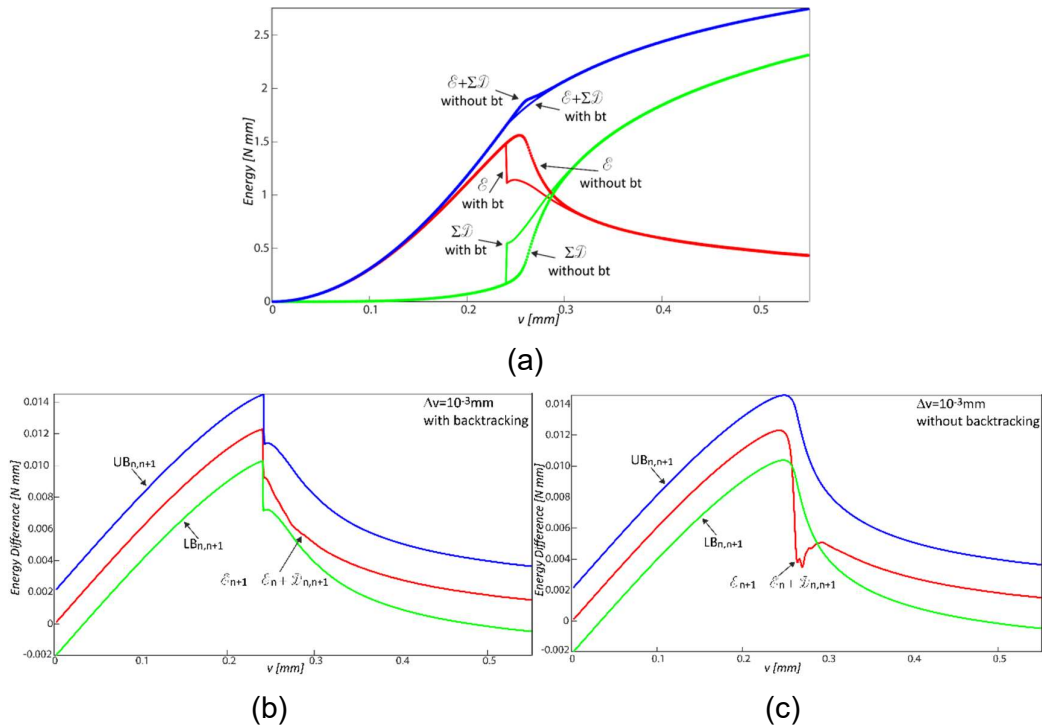 2.5
2
1.5
1
0.5
0
0
0.1
0.2
0.3
0.4
0.5
Energy [N mm]
v [mm]
ℰ+Σ𝒟
without bt
ℰ+Σ𝒟
with bt
ℰ
without bt
ℰ
with bt
Σ𝒟
with bt
Σ𝒟
without bt
(a)
0.014
0.012
0.010
0.008
0.006
0.004
0.002
0
-0.002
0
0.1
0.2
0.3
0.4
0.5
Energy Difference [N mm]
v [mm]
Δv=10⁻³mm
with backtracking
UBn,n+1
LBn,n+1
ℰn+1 ℰn + 𝒟n,n+1
(b)
0.014
0.012
0.010
0.008
0.006
0.004
0.002
0
-0.002
0
0.1
0.2
0.3
0.4
0.5
Energy Difference [N mm]
v [mm]
Δv=10⁻³mm
without backtracking
UBn,n+1
LBn,n+1
ℰn+1 ℰn + 𝒟n,n+1
(c)